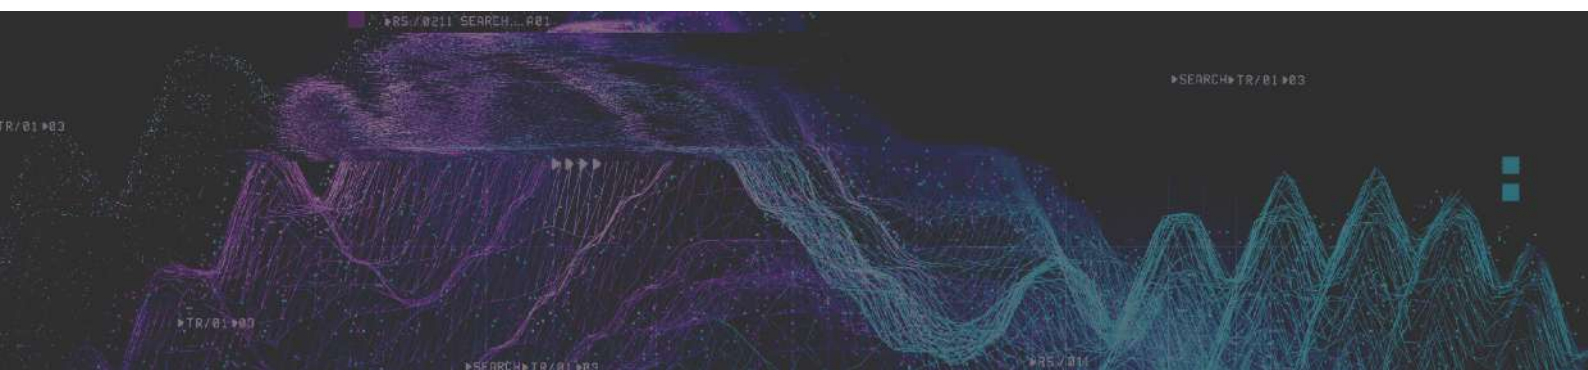 ▶RS./0211 SEARCH....A01
▶SEARCH▶TR/01▶03
TR/01▶03
▶▶▶▶
▶TR/01▶03
▶RS./011
▶SEARCH▶TR/01▶09